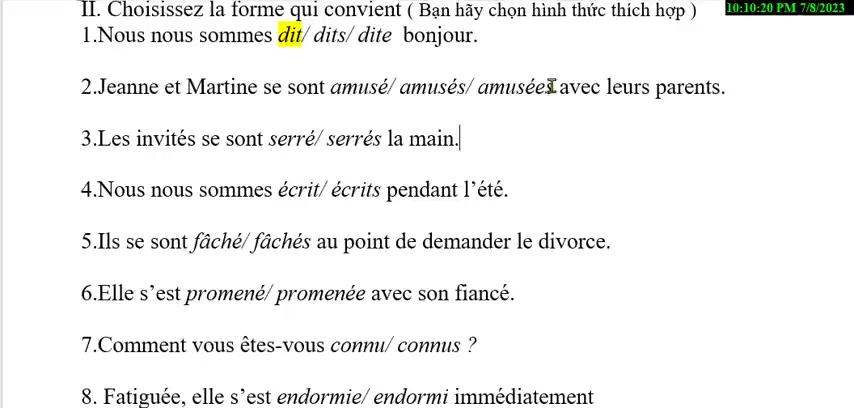 II. Choisissez la forme qui convient ( Bạn hãy chọn hình thức thích hợp )
10:10:20 PM 7/8/2023
1.Nous nous sommes dit/ dits/ dite bonjour.
2.Jeanne et Martine se sont amusé/ amusés/ amusées avec leurs parents.
3.Les invités se sont serré/ serrés la main.
4.Nous nous sommes écrit/ écrits pendant l’été.
5.Ils se sont fâché/ fâchés au point de demander le divorce.
6.Elle s’est promené/ promenée avec son fiancé.
7.Comment vous êtes-vous connu/ connus ?
8. Fatiguée, elle s’est endormie/ endormi immédiatement